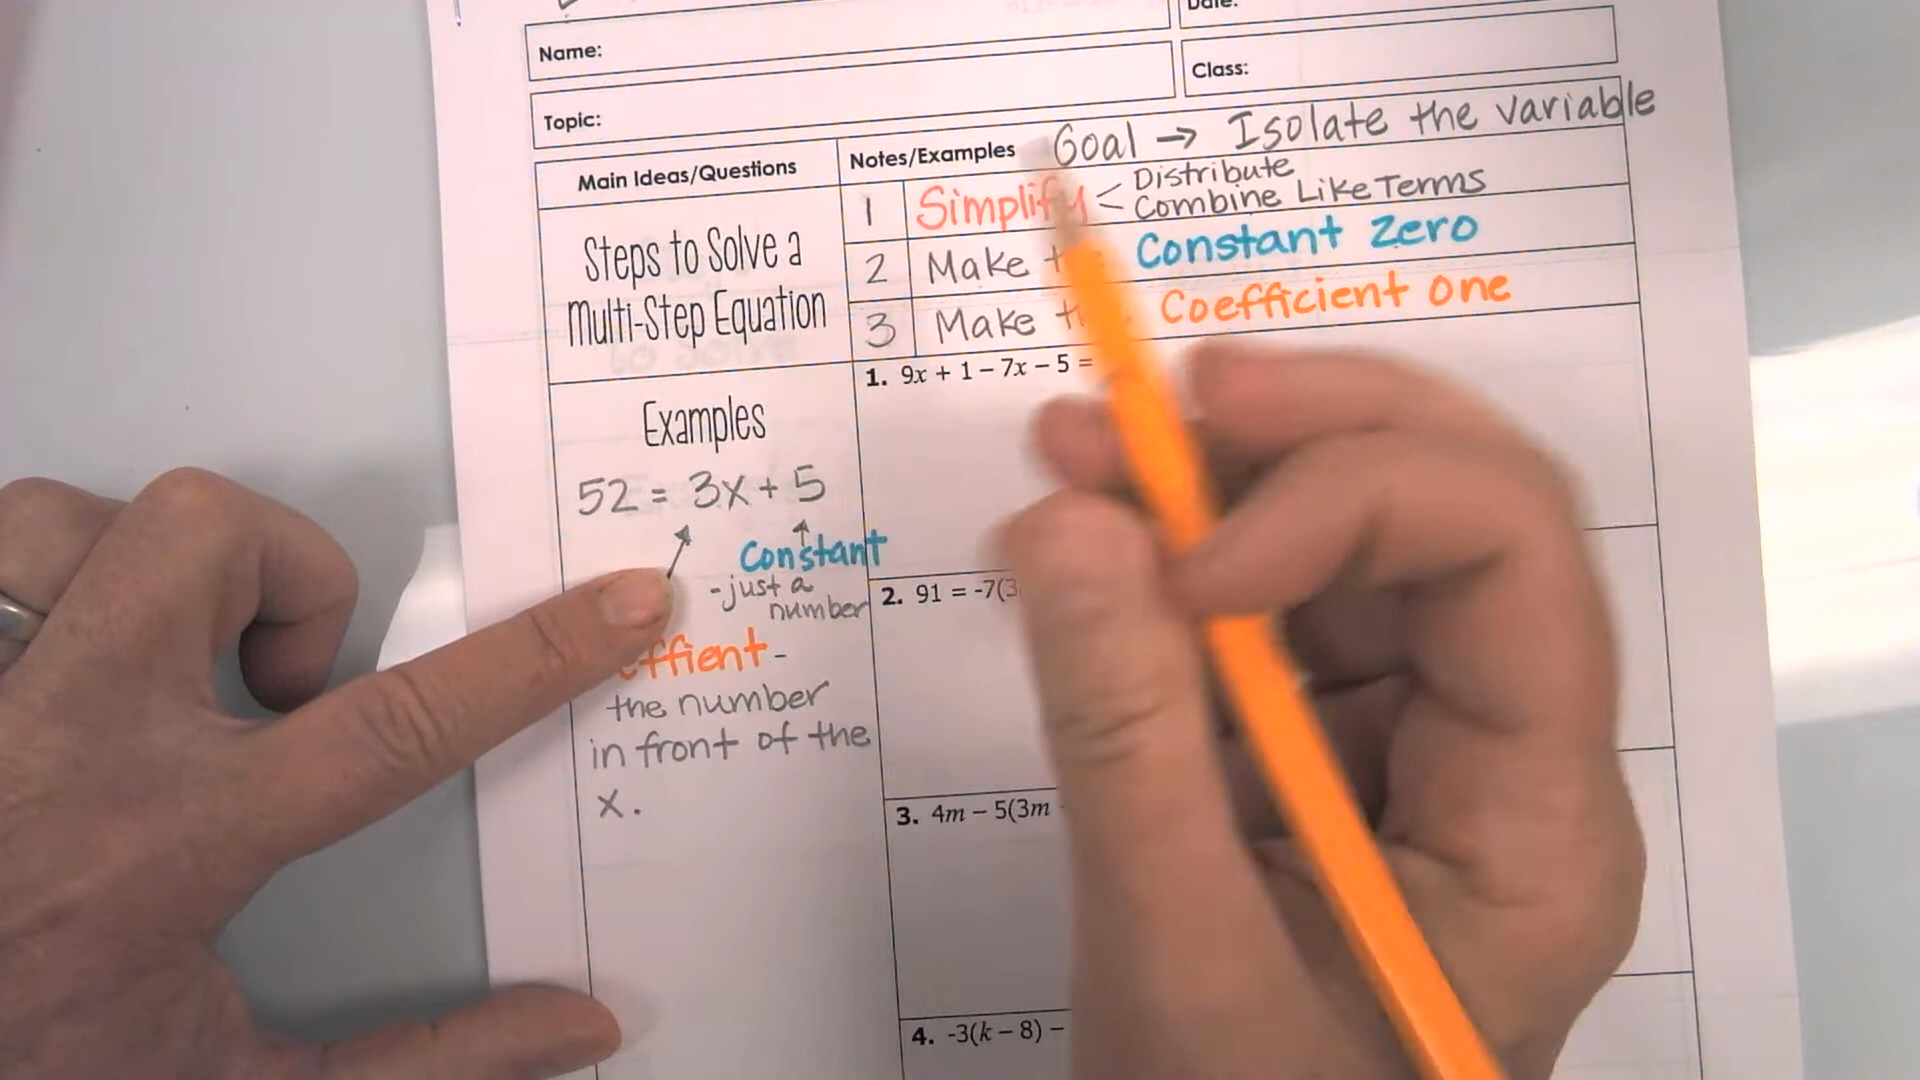 Date:
Name:
Class:
Topic:
Goal → Isolate the variable
Main Ideas/Questions
Notes/Examples
Steps to Solve a
Multi-Step Equation
1 Simplify < Distribute
Combine Like Terms
2 Make Constant Zero
3 Make Coefficient one
Examples
52 = 3x + 5
Constant
- just a
number
effient -
the number
in front of the
x.
1. 9x + 1 – 7x – 5 =
2. 91 = -7(3
3. 4m – 5(3m
4. -3(k – 8) –